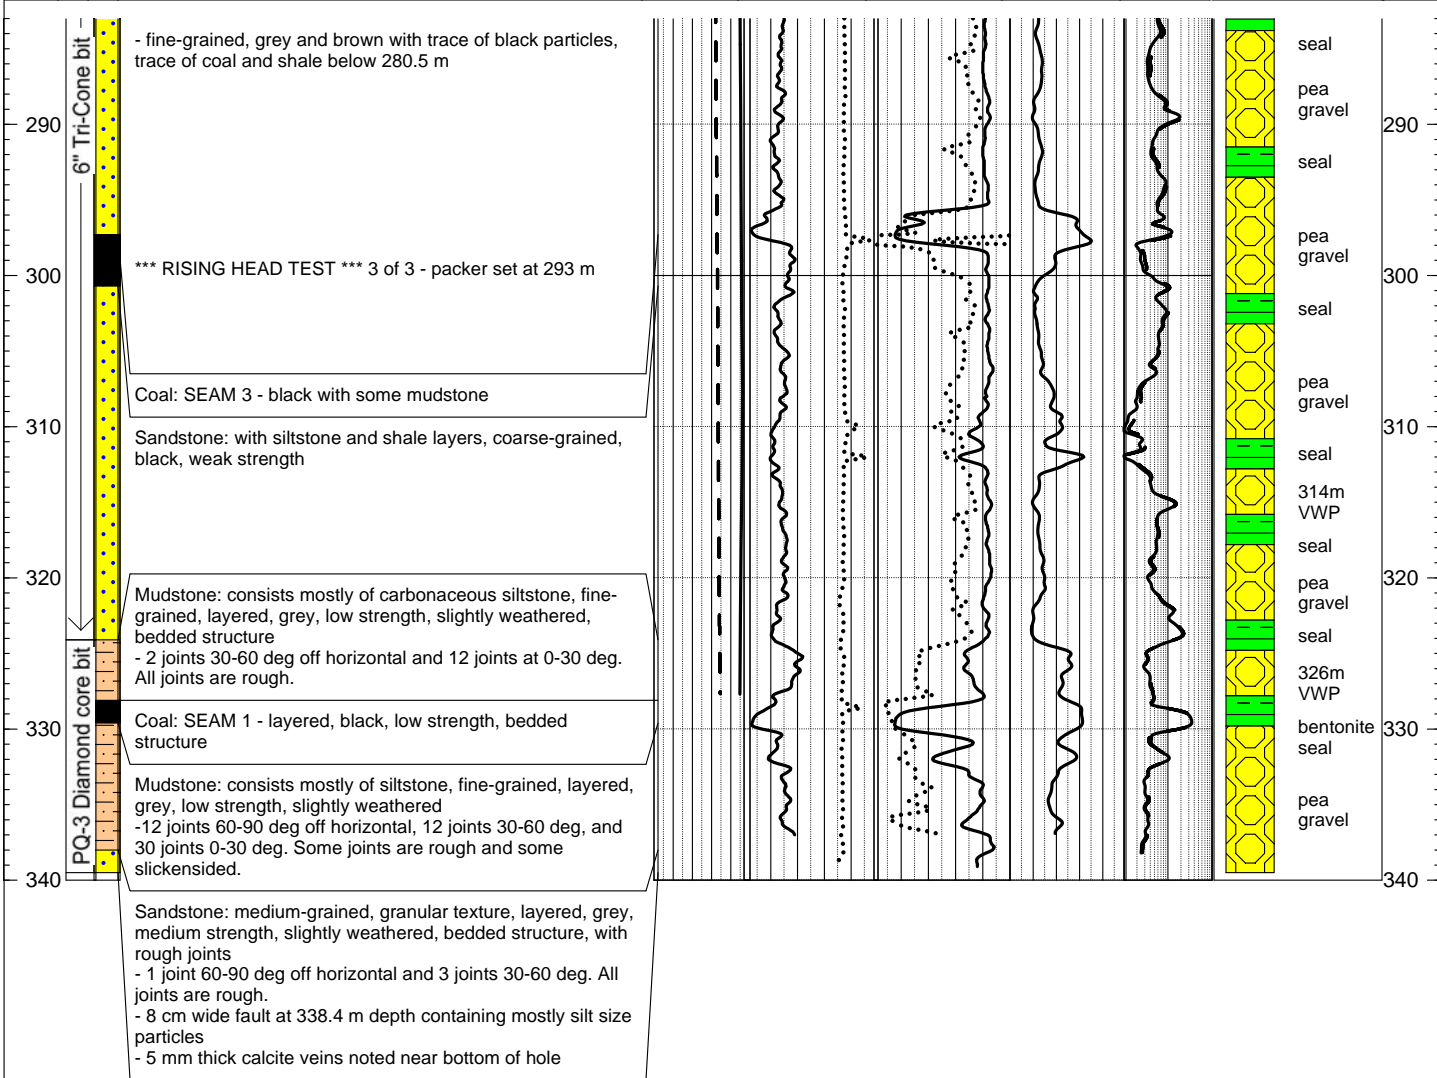 - fine-grained, grey and brown with trace of black particles,
trace of coal and shale below 280.5 m
*** RISING HEAD TEST *** 3 of 3 - packer set at 293 m
Coal: SEAM 3 - black with some mudstone
Sandstone: with siltstone and shale layers, coarse-grained,
black, weak strength
Mudstone: consists mostly of carbonaceous siltstone, fine-
grained, layered, grey, low strength, slightly weathered,
bedded structure
- 2 joints 30-60 deg off horizontal and 12 joints at 0-30 deg.
All joints are rough.
Coal: SEAM 1 - layered, black, low strength, bedded
structure
Mudstone: consists mostly of siltstone, fine-grained, layered,
grey, low strength, slightly weathered
-12 joints 60-90 deg off horizontal, 12 joints 30-60 deg, and
30 joints 0-30 deg. Some joints are rough and some
slickensided.
Sandstone: medium-grained, granular texture, layered, grey,
medium strength, slightly weathered, bedded structure, with
rough joints
- 1 joint 60-90 deg off horizontal and 3 joints 30-60 deg. All
joints are rough.
- 8 cm wide fault at 338.4 m depth containing mostly silt size
particles
- 5 mm thick calcite veins noted near bottom of hole
6" Tri-Cone bit
PQ-3 Diamond core bit
290
300
310
320
330
340
seal
pea
gravel
seal
pea
gravel
seal
pea
gravel
seal
314m
VWP
seal
pea
gravel
seal
326m
VWP
bentonite
seal
pea
gravel
290
300
310
320
330
340